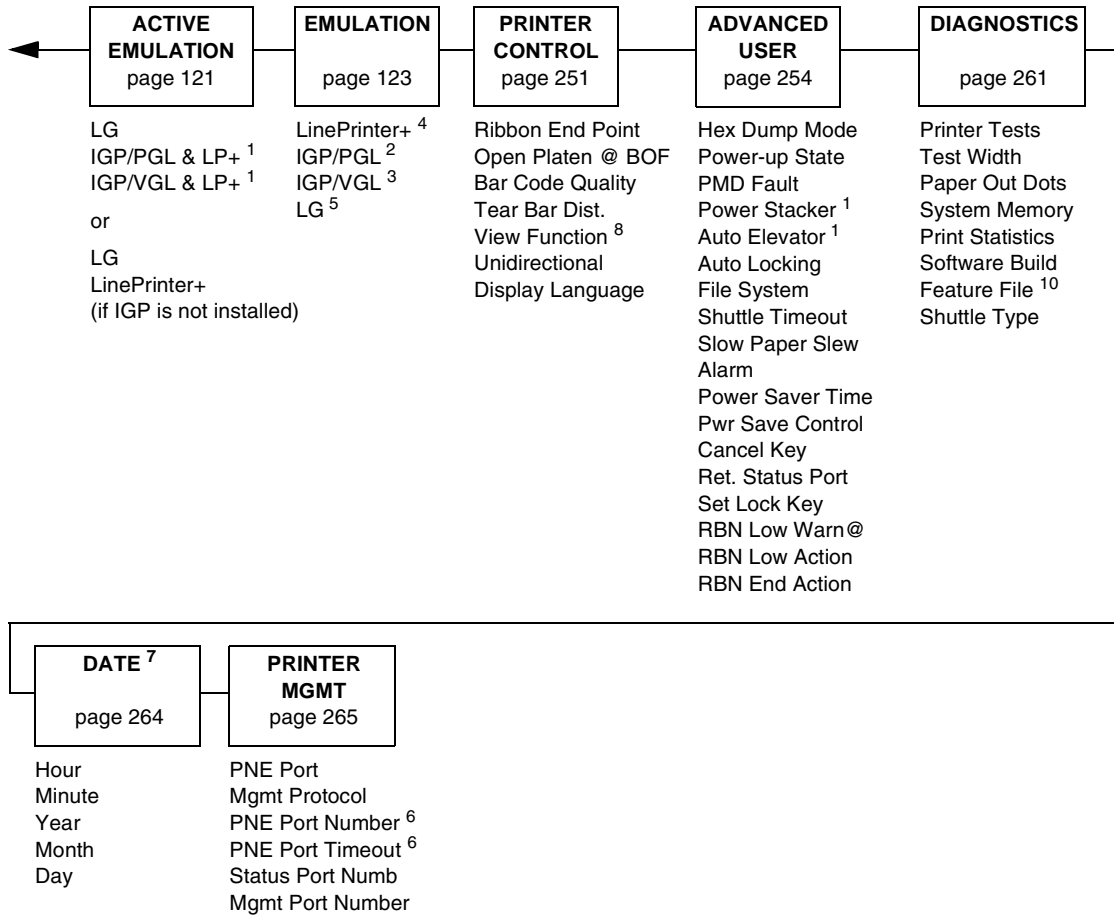 ACTIVE
EMULATION
page 121
LG
IGP/PGL & LP+ 1
IGP/VGL & LP+ 1
or
LG
LinePrinter+
(if IGP is not installed)
EMULATION
page 123
LinePrinter+ 4
IGP/PGL 2
IGP/VGL 3
LG 5
PRINTER
CONTROL
page 251
Ribbon End Point
Open Platen @ BOF
Bar Code Quality
Tear Bar Dist.
View Function 8
Unidirectional
Display Language
ADVANCED
USER
page 254
Hex Dump Mode
Power-up State
PMD Fault
Power Stacker 1
Auto Elevator 1
Auto Locking
File System
Shuttle Timeout
Slow Paper Slew
Alarm
Power Saver Time
Pwr Save Control
Cancel Key
Ret. Status Port
Set Lock Key
RBN Low Warn@
RBN Low Action
RBN End Action
DIAGNOSTICS
page 261
Printer Tests
Test Width
Paper Out Dots
System Memory
Print Statistics
Software Build
Feature File 10
Shuttle Type
DATE 7
page 264
Hour
Minute
Year
Month
Day
PRINTER
MGMT
page 265
PNE Port
Mgmt Protocol
PNE Port Number 6
PNE Port Timeout 6
Status Port Numb
Mgmt Port Number